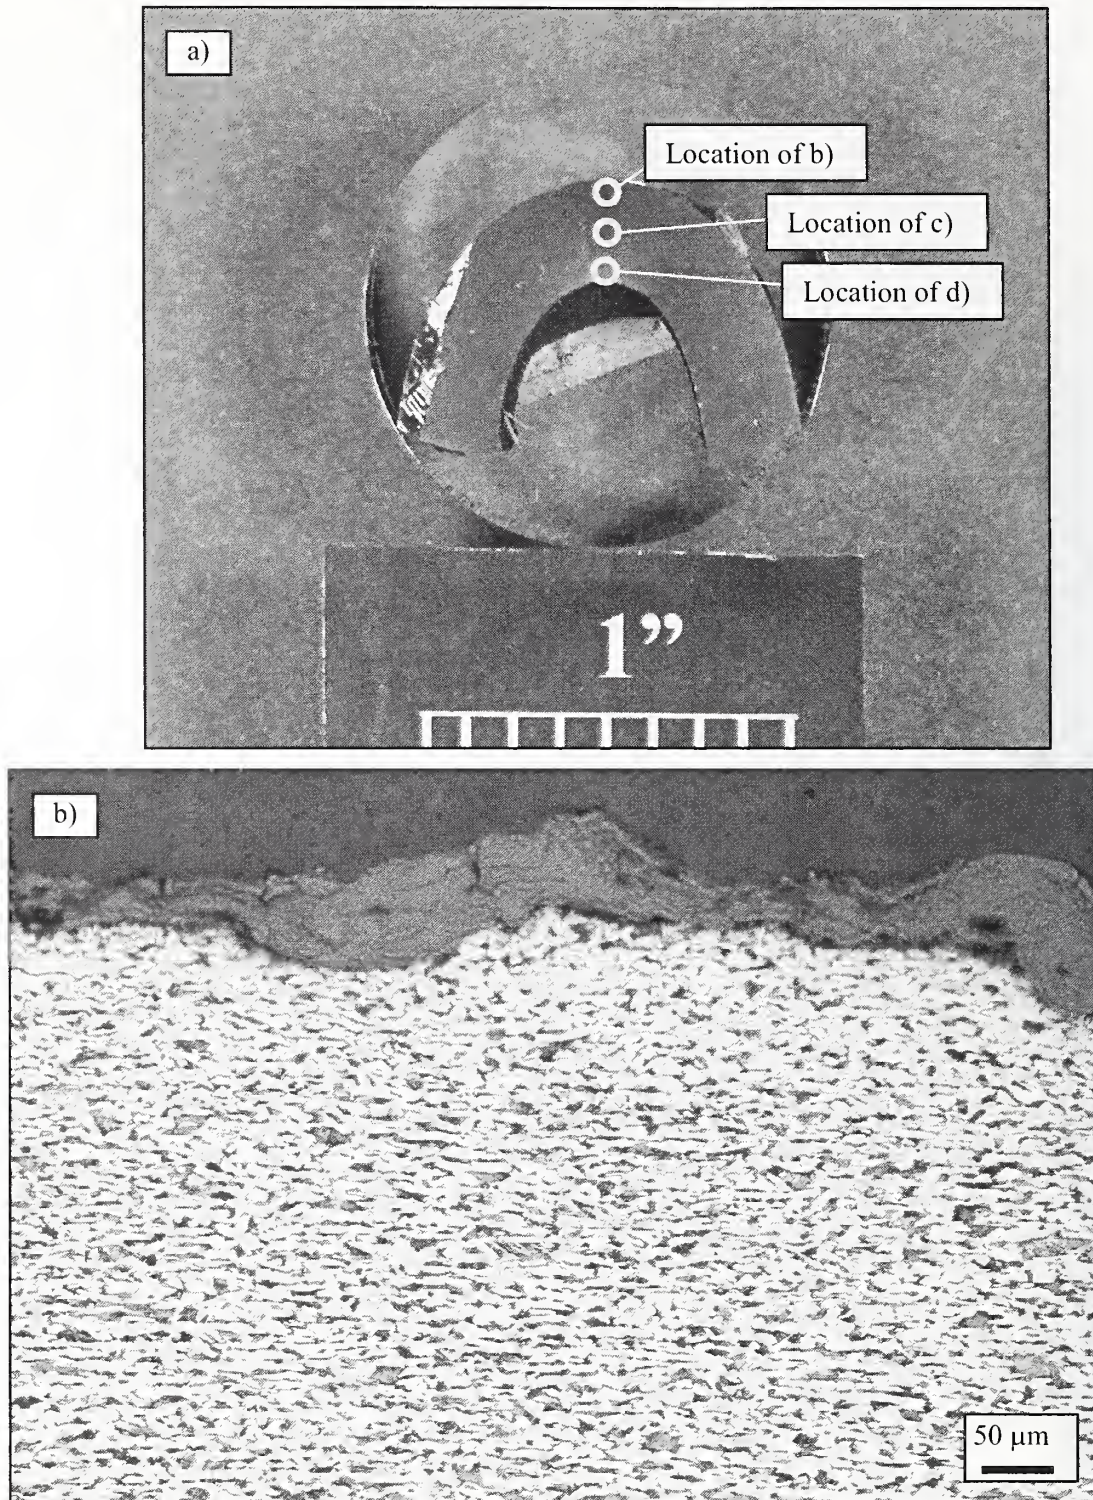 a)
Location of b)
Location of c)
Location of d)
1”
b)
50 µm